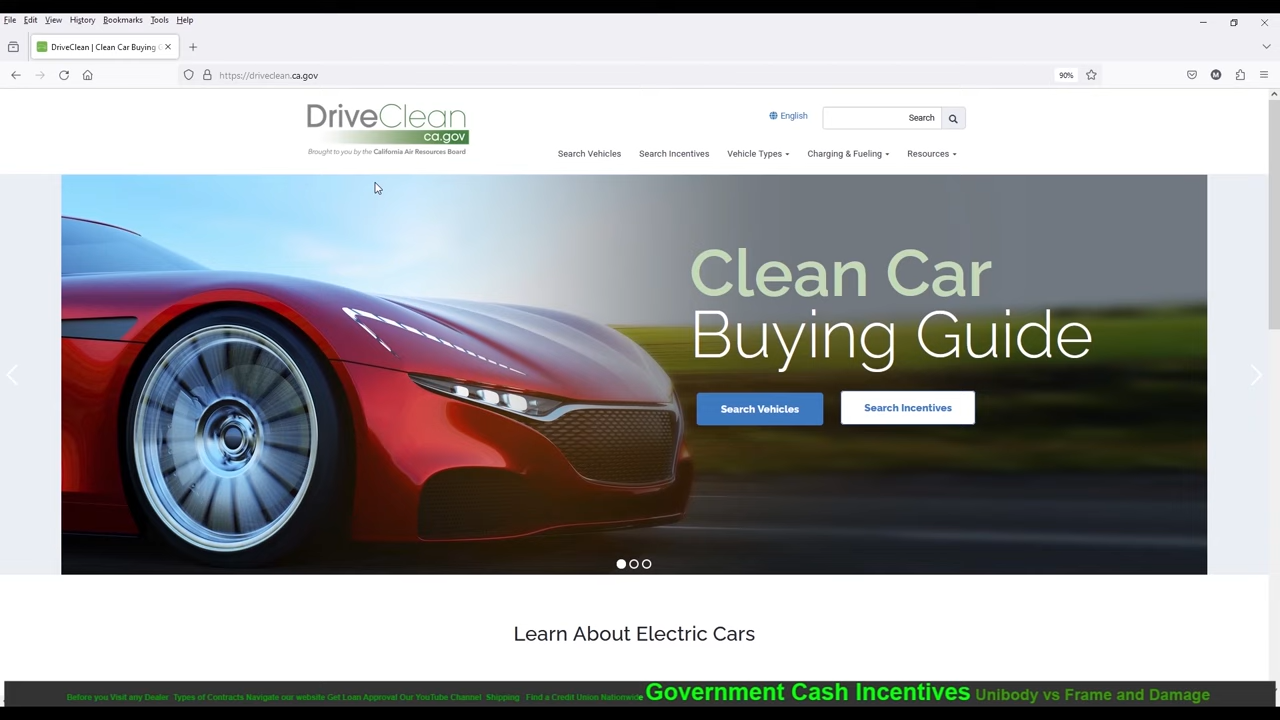 File Edit View History Bookmarks Tools Help
DriveClean | Clean Car Buying G
https://driveclean.ca.gov
90%
DriveClean
ca.gov
Brought to you by the California Air Resources Board
English
Search
Search Vehicles Search Incentives Vehicle Types Charging & Fueling Resources
Clean Car
Buying Guide
Search Vehicles Search Incentives
Learn About Electric Cars
Before you Visit any Dealer Types of Contracts Navigate our website Get Loan Approval Our YouTube Channel Shipping Find a Credit Union Nationwide Government Cash Incentives Unibody vs Frame and Damage